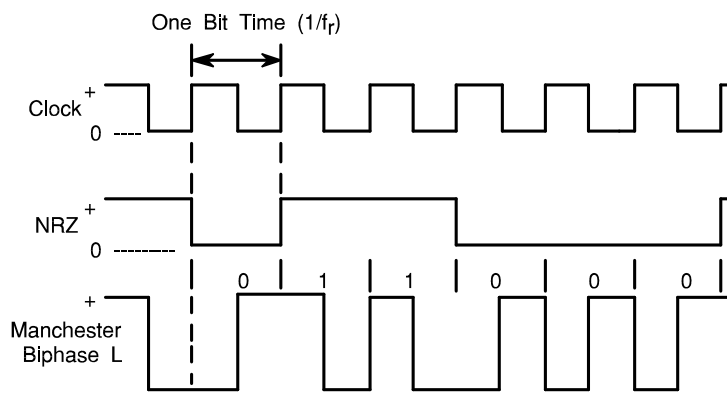 One Bit Time (1/fr)
+
Clock
0
+
NRZ
0
0 1 1 0 0 0
+
Manchester
Biphase L